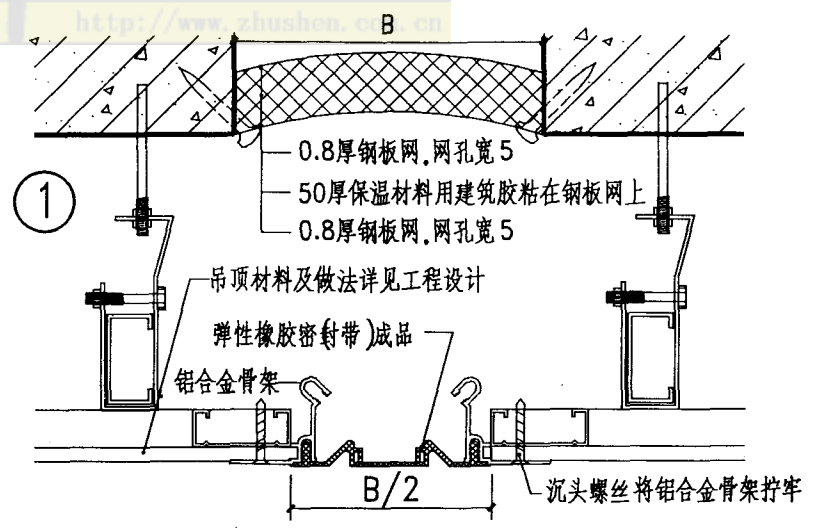 http://www.zhushen.com.cn
B
0.8厚钢板网.网孔宽5
50厚保温材料用建筑胶粘在钢板网上
0.8厚钢板网.网孔宽5
1
吊顶材料及做法详见工程设计
弹性橡胶密封(带)成品
铝合金骨架
B/2
沉头螺丝将铝合金骨架拧牢